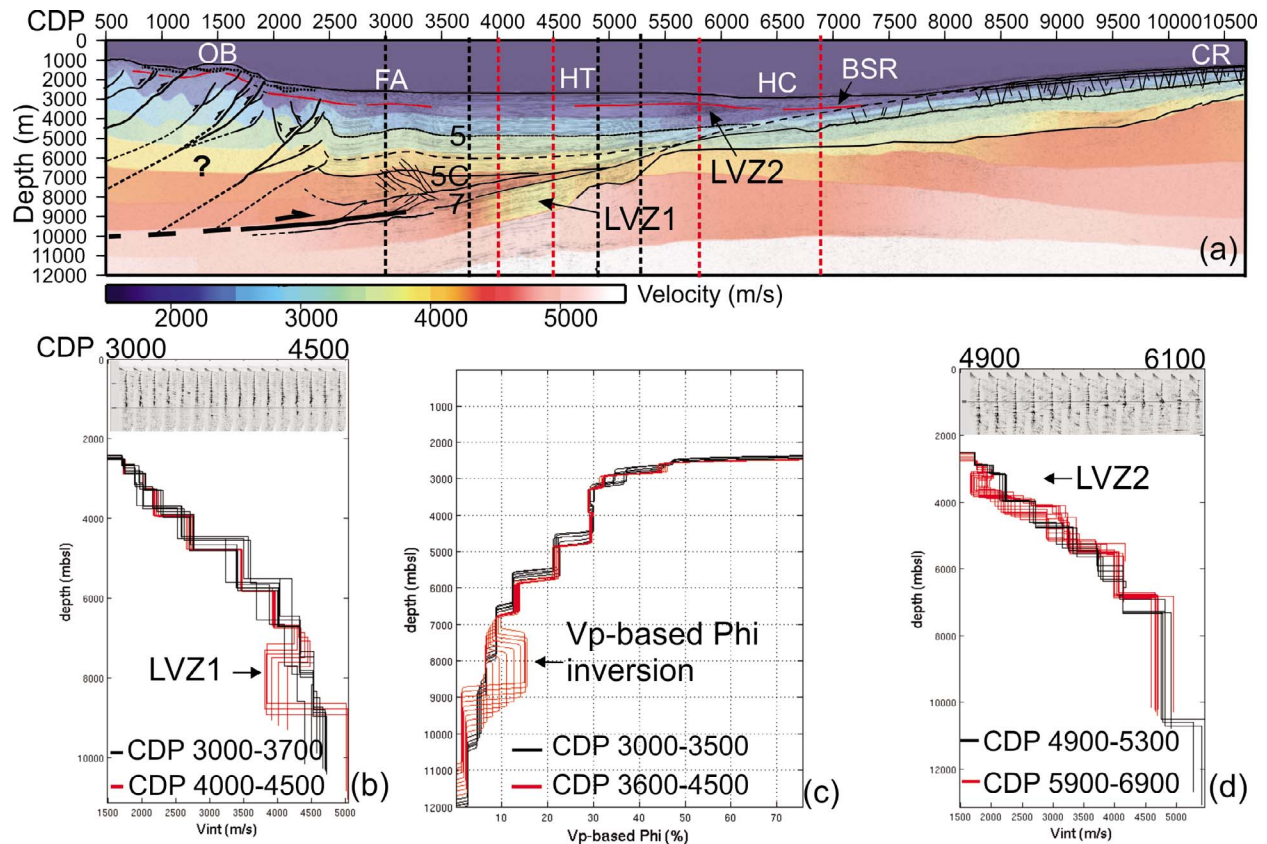 CDP 500 1000 1500 2000 2500 3000 3500 4000 4500 5000 5500 6000 6500 7000 7500 8000 8500 9000 9500 10000 10500
0
1000
2000
3000
4000
5000
6000
7000
8000
9000
10000
11000
12000
Depth (m)
OB
FA
HT
HC
BSR
CR
5
?
5C
7
LVZ1
LVZ2
(a)
2000 3000 4000 5000
Velocity (m/s)
CDP
3000 4500
0
2000
4000
6000
8000
10000
depth (mbsl)
LVZ1
CDP 3000-3700
CDP 4000-4500
(b)
1500 2000 2500 3000 3500 4000 4500 5000
Vint (m/s)
1000
2000
3000
4000
5000
6000
7000
8000
9000
10000
11000
12000
depth (mbsl)
Vp-based Phi
inversion
CDP 3000-3500
CDP 3600-4500
(c)
10 20 30 40 50 60 70
Vp-based Phi (%)
4900 6100
0
2000
4000
6000
8000
10000
12000
depth (mbsl)
LVZ2
CDP 4900-5300
CDP 5900-6900
(d)
1500 2000 2500 3000 3500 4000 4500 5000
Vint (m/s)